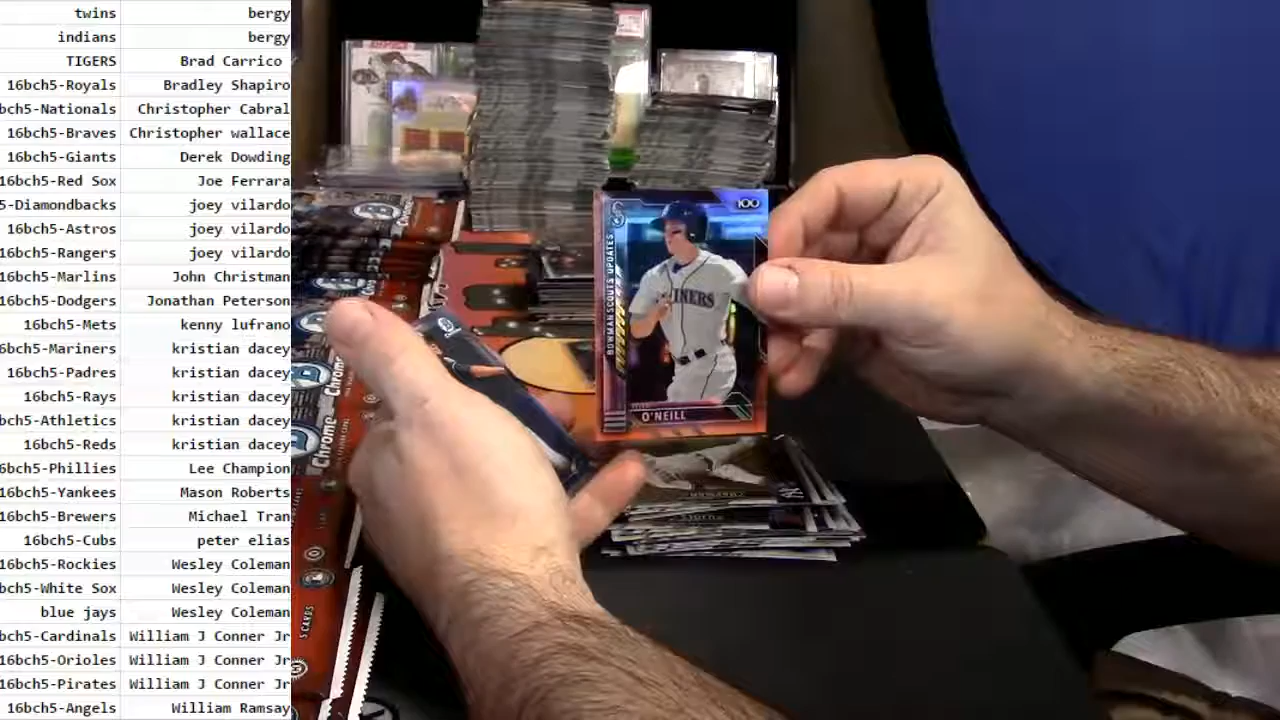 twins bergy
indians bergy
TIGERS Brad Carrico
16bch5-Royals Bradley Shapiro
bch5-Nationals Christopher Cabral
16bch5-Braves Christopher wallace
16bch5-Giants Derek Dowding
16bch5-Red Sox Joe Ferrara
5-Diamondbacks joey vilardo
16bch5-Astros joey vilardo
16bch5-Rangers joey vilardo
16bch5-Marlins John Christman
16bch5-Dodgers Jonathan Peterson
16bch5-Mets kenny lufrano
6bch5-Mariners kristian dacey
16bch5-Padres kristian dacey
16bch5-Rays kristian dacey
6bch5-Athletics kristian dacey
16bch5-Reds kristian dacey
6bch5-Phillies Lee Champion
16bch5-Yankees Mason Roberts
16bch5-Brewers Michael Tran
16bch5-Cubs peter elias
16bch5-Rockies Wesley Coleman
bch5-White Sox Wesley Coleman
blue jays Wesley Coleman
bch5-Cardinals William J Conner Jr
16bch5-Orioles William J Conner Jr
16bch5-Pirates William J Conner Jr
16bch5-Angels William Ramsay
100
BOWMAN SCOUTS' UPDATES
INERS
O'NEILL
Chrome
Chrome
5 CARDS